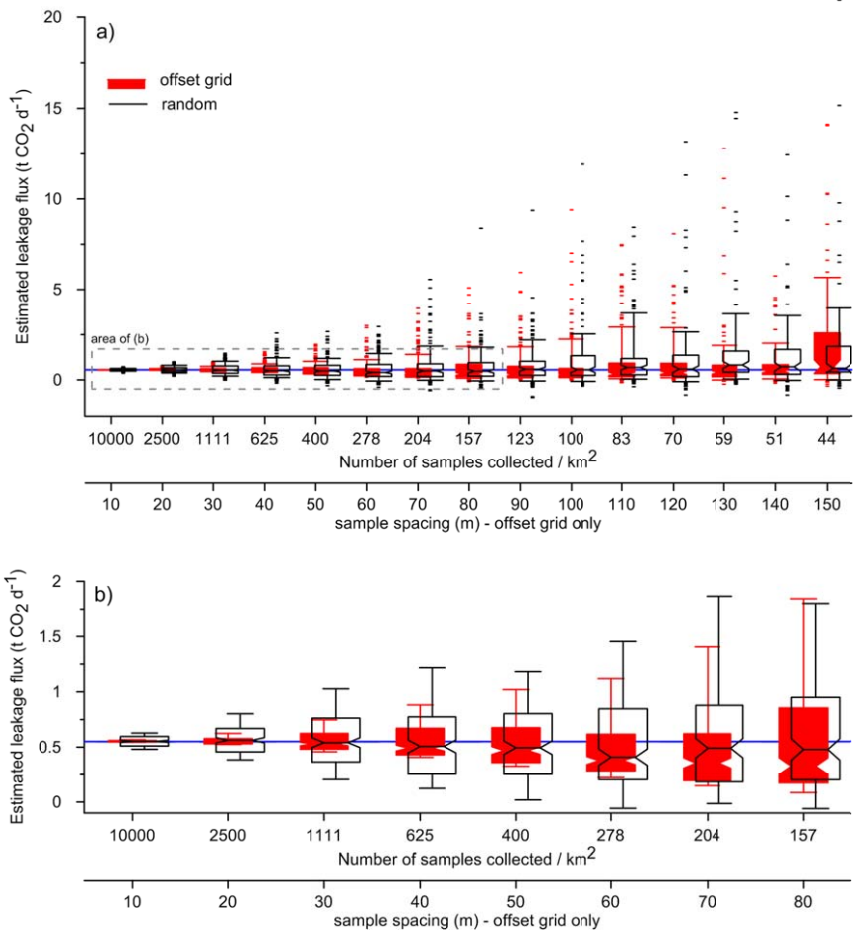 20
a)
offset grid
random
15
10
5
area of (b)
0
Estimated leakage flux (t CO2 d-1)
10000 2500 1111 625 400 278 204 157 123 100 83 70 59 51 44
Number of samples collected / km2
10 20 30 40 50 60 70 80 90 100 110 120 130 140 150
sample spacing (m) - offset grid only
2
b)
1.5
1
0.5
0
Estimated leakage flux (t CO2 d-1)
10000 2500 1111 625 400 278 204 157
Number of samples collected / km2
10 20 30 40 50 60 70 80
sample spacing (m) - offset grid only